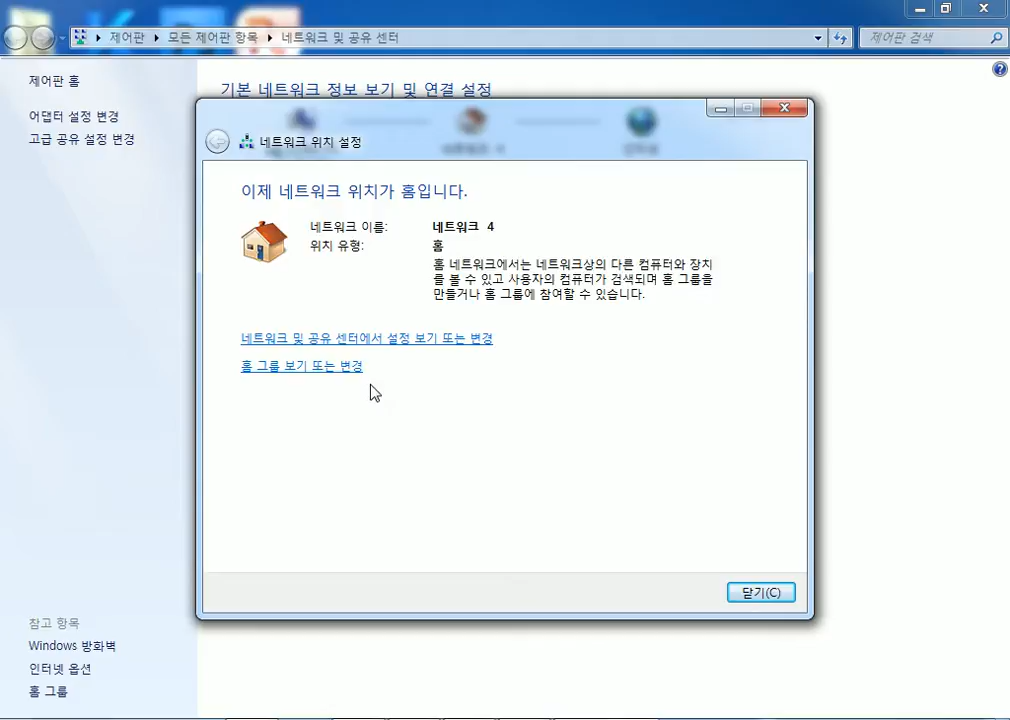 제어판 ▸ 모든 제어판 항목 ▸ 네트워크 및 공유 센터
제어판 검색
제어판 홈
어댑터 설정 변경
고급 공유 설정 변경
기본 네트워크 정보 보기 및 연결 설정
네트워크 위치 설정
이제 네트워크 위치가 홈입니다.
네트워크 이름: 네트워크 4
위치 유형: 홈
홈 네트워크에서는 네트워크상의 다른 컴퓨터와 장치
를 볼 수 있고 사용자의 컴퓨터가 검색되며 홈 그룹을
만들거나 홈 그룹에 참여할 수 있습니다.
네트워크 및 공유 센터에서 설정 보기 또는 변경
홈 그룹 보기 또는 변경
닫기(C)
참고 항목
Windows 방화벽
인터넷 옵션
홈 그룹